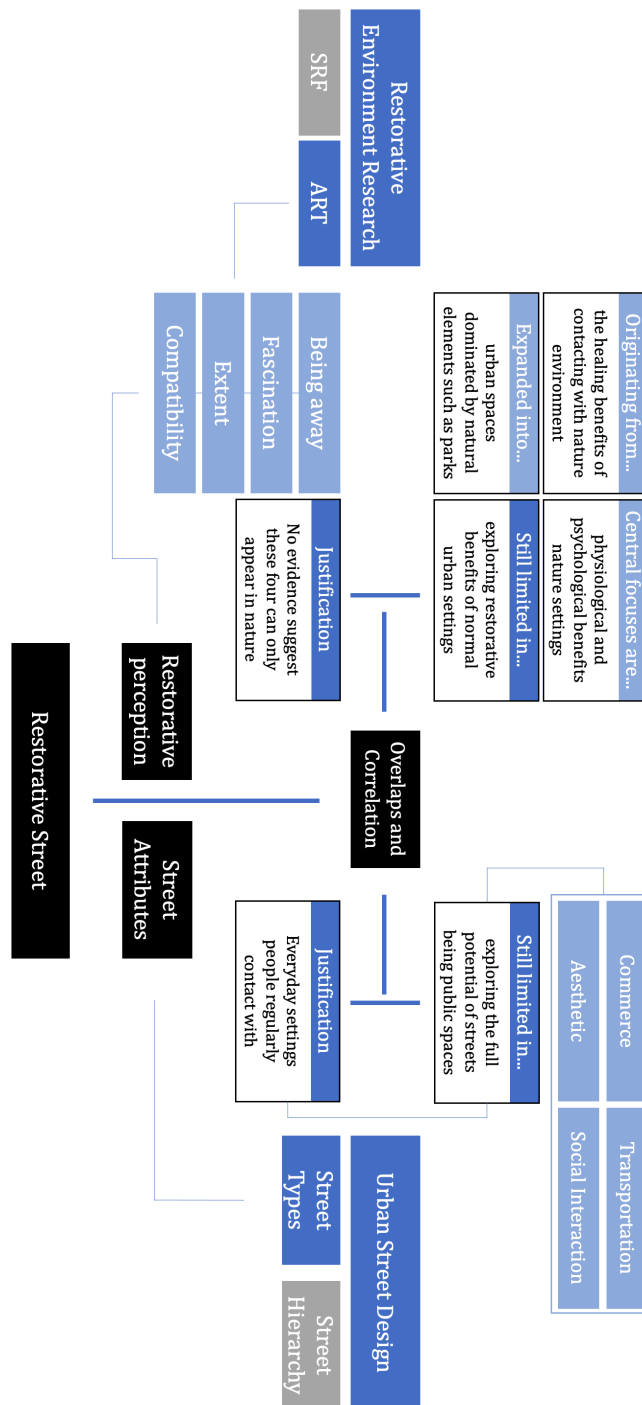 Originating from...
the healing benefits of
contacting with nature
environment
Central focuses are...
physiological and
psychological benefits
nature settings
Expanded into...
urban spaces
dominated by natural
elements such as parks
Still limited in...
exploring restorative
benefits of normal
urban settings
Commerce
Transportation
Aesthetic
Social Interaction
Still limited in...
exploring the full
potential of streets
being public spaces
Restorative
Environment Research
SRF
ART
Overlaps and
Correlation
Urban Street Design
Street
Types
Street
Hierarchy
Being away
Fascination
Extent
Compatibility
Justification
No evidence suggest
these four can only
appear in nature
Justification
Everyday settings
people regularly
contact with
Restorative
perception
Street
Attributes
Restorative Street